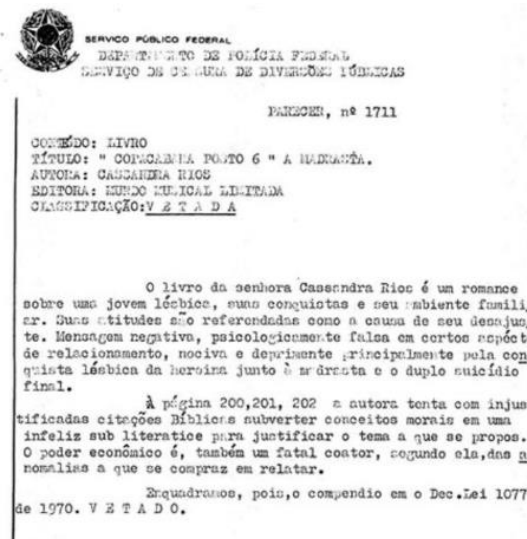 SERVICO PÚBLICO FEDERAL
DEPARTAMENTO DE POLÍCIA FEDERAL
SERVIÇO DE CENSURA DE DIVERSÕES PÚBLICAS
PARECER, nº 1711
CONTEÚDO: LIVRO
TÍTULO: " COPACABANA POSTO 6 " A MADRASTA.
AUTORA: CASSANDRA RIOS
EDITORA: MUNDO MUSICAL LIMITADA
CLASSIFICAÇÃO: V E T A D A
O livro da senhora Cassandra Rios é um romance
sobre uma jovem lésbica, suas conquistas e seu ambiente famili
ar. Suas atitudes são referendadas como a causa de seu desajus
te. Mensagem negativa, psicologicamente falsa em certos aspéct
de relacionamento, nociva e deprimente principalmente pela con
quista lésbica da heroina junto à madrasta e o duplo suicídio
final.
À página 200,201, 202 a autora tenta com injus
tificadas citações Bíblicas subverter conceitos morais em uma
infeliz sub literatice para justificar o tema a que se propos.
O poder econômico é, também um fatal coator, segundo ela,das a
nomalias a que se compraz em relatar.
Enquadramos, pois,o compendio em o Dec.Lei 1077
de 1970. V E T A D O.